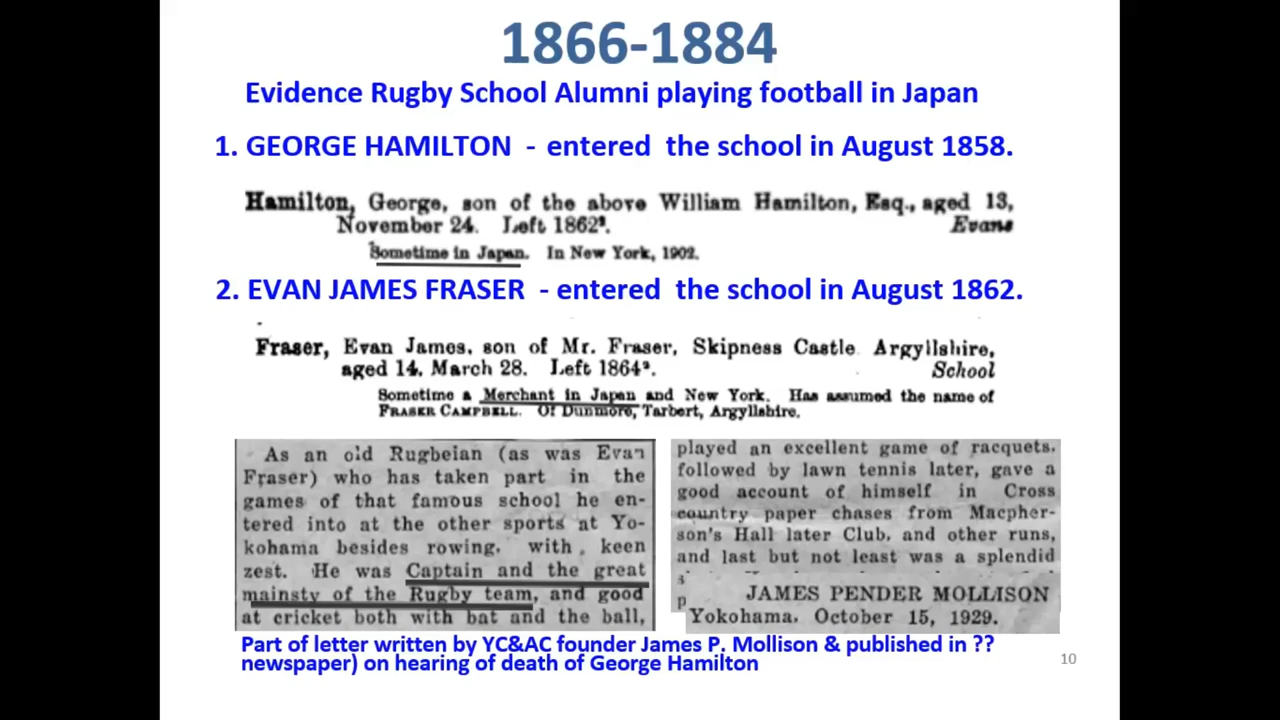 1866-1884
Evidence Rugby School Alumni playing football in Japan
1. GEORGE HAMILTON - entered the school in August 1858.
Hamilton, George, son of the above William Hamilton, Esq., aged 13,
November 24. Left 1862³.
Evans
Sometime in Japan. In New York, 1902.
2. EVAN JAMES FRASER - entered the school in August 1862.
Fraser, Evan James, son of Mr. Fraser, Skipness Castle Argyllshire,
aged 14, March 28. Left 1864³.
School
Sometime a Merchant in Japan and New York. Has assumed the name of
FRASER CAMPBELL. Of Dunmore, Tarbert, Argyllshire.
As an old Rugbeian (as was Evan
Fraser) who has taken part in the
games of that famous school he en-
tered into at the other sports at Yo-
kohama besides rowing, with keen
zest. He was Captain and the great
mainsty of the Rugby team, and good
at cricket both with bat and the ball,
played an excellent game of racquets,
followed by lawn tennis later, gave a
good account of himself in Cross
country paper chases from Macpher-
son's Hall later Club, and other runs,
and last but not least was a splendid
s
p
JAMES PENDER MOLLISON
Yokohama, October 15, 1929.
Part of letter written by YC&AC founder James P. Mollison & published in ??
newspaper) on hearing of death of George Hamilton
10